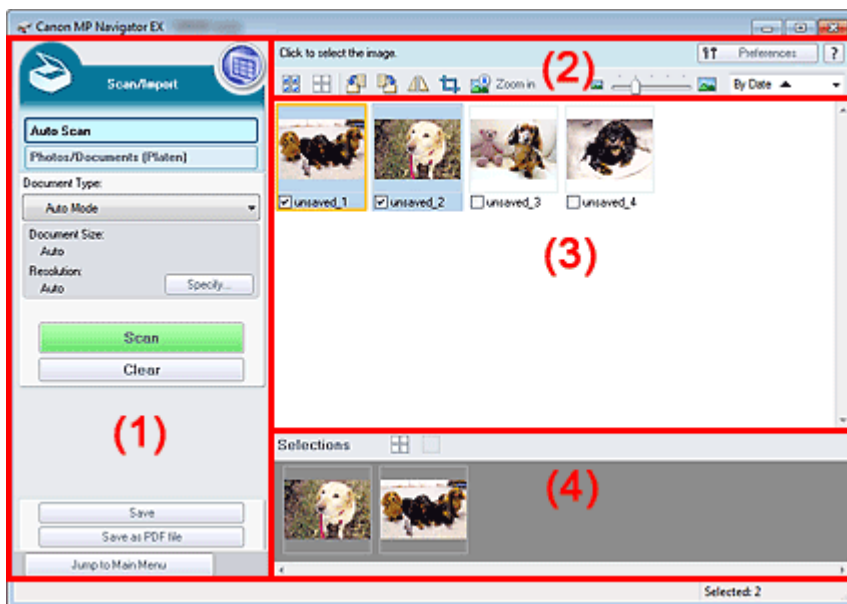 Canon MP Navigator EX
Scan/Import
Auto Scan
Photos/Documents (Platen)
Document Type:
Auto Mode
Document Size:
Auto
Resolution:
Auto
Specify...
Scan
Clear
(1)
Save
Save as PDF file
Jump to Main Menu
Click to select the image.
Preferences
?
Zoom in
(2)
By Date
unsaved_1
unsaved_2
unsaved_3
unsaved_4
(3)
Selections
(4)
Selected: 2